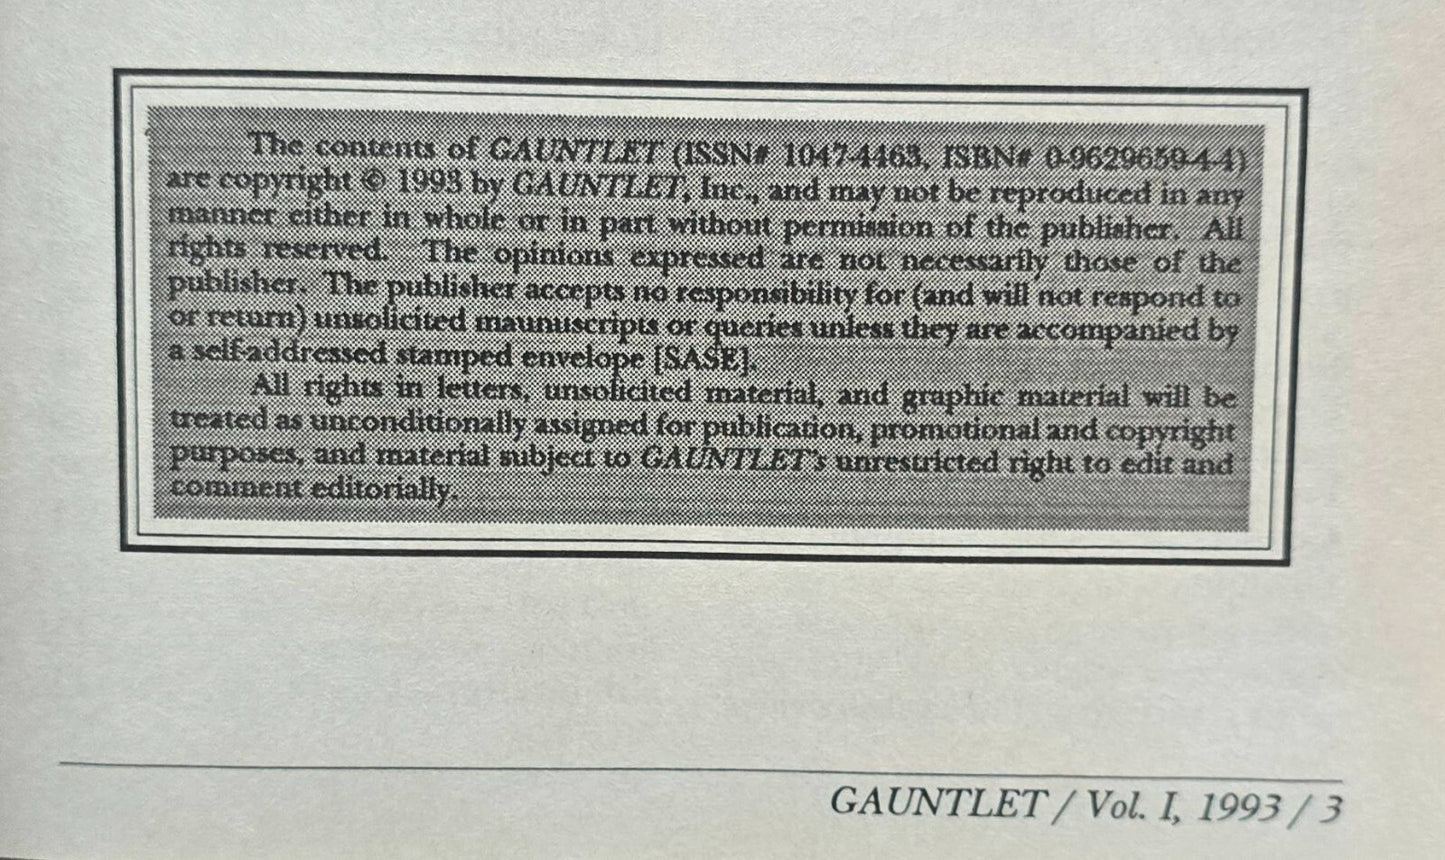 The contents of GAUNTLET (ISSN# 1047-4463, ISBN# 0-9629659-4-4)
are copyright © 1993 by GAUNTLET, Inc., and may not be reproduced in any
manner either in whole or in part without permission of the publisher. All
rights reserved. The opinions expressed are not necessarily those of the
publisher. The publisher accepts no responsibility for (and will not respond to
or return) unsolicited maunuscripts or queries unless they are accompanied by
a self-addressed stamped envelope [SASE].
All rights in letters, unsolicited material, and graphic material will be
treated as unconditionally assigned for publication, promotional and copyright
purposes, and material subject to GAUNTLET's unrestricted right to edit and
comment editorially.
GAUNTLET / Vol. I, 1993 / 3